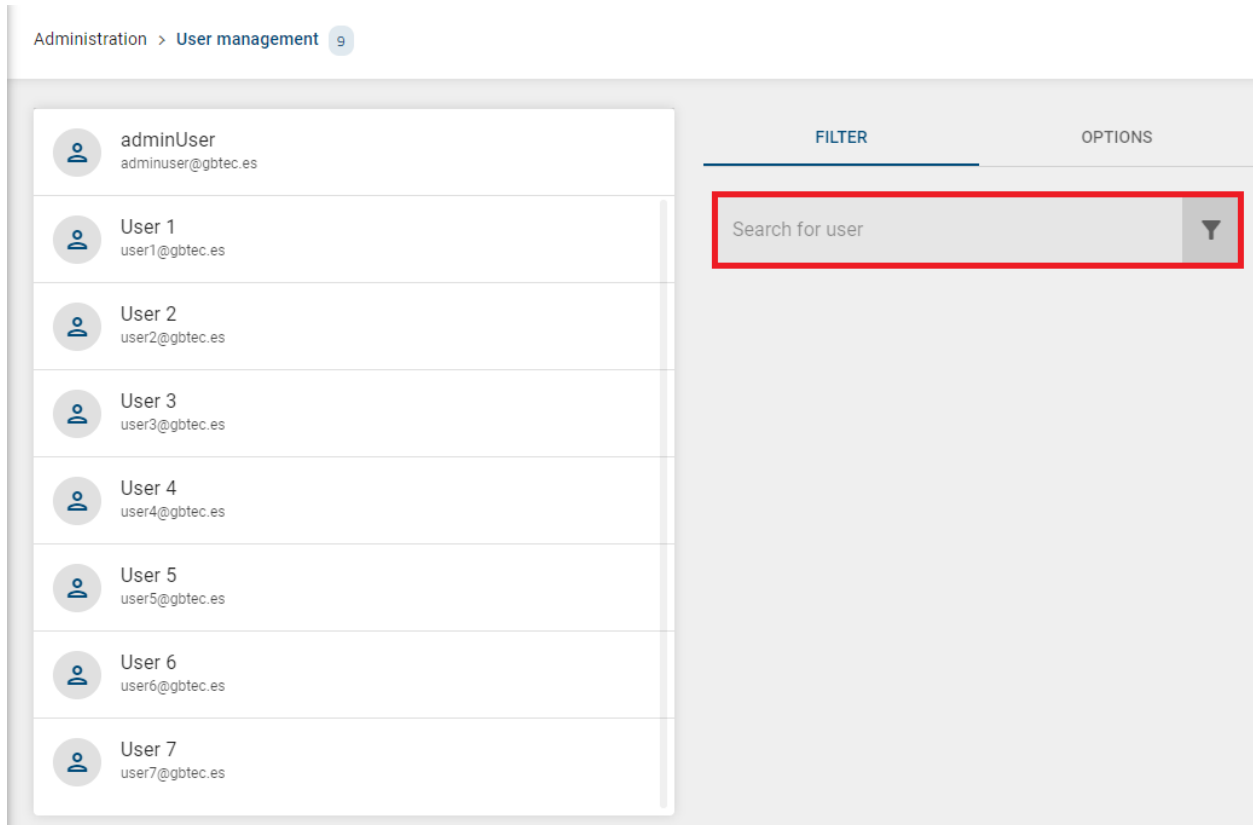 Administration > User management 9
adminUser
adminuser@gbtec.es
User 1
user1@gbtec.es
User 2
user2@gbtec.es
User 3
user3@gbtec.es
User 4
user4@gbtec.es
User 5
user5@gbtec.es
User 6
user6@gbtec.es
User 7
user7@gbtec.es
FILTER OPTIONS
Search for user